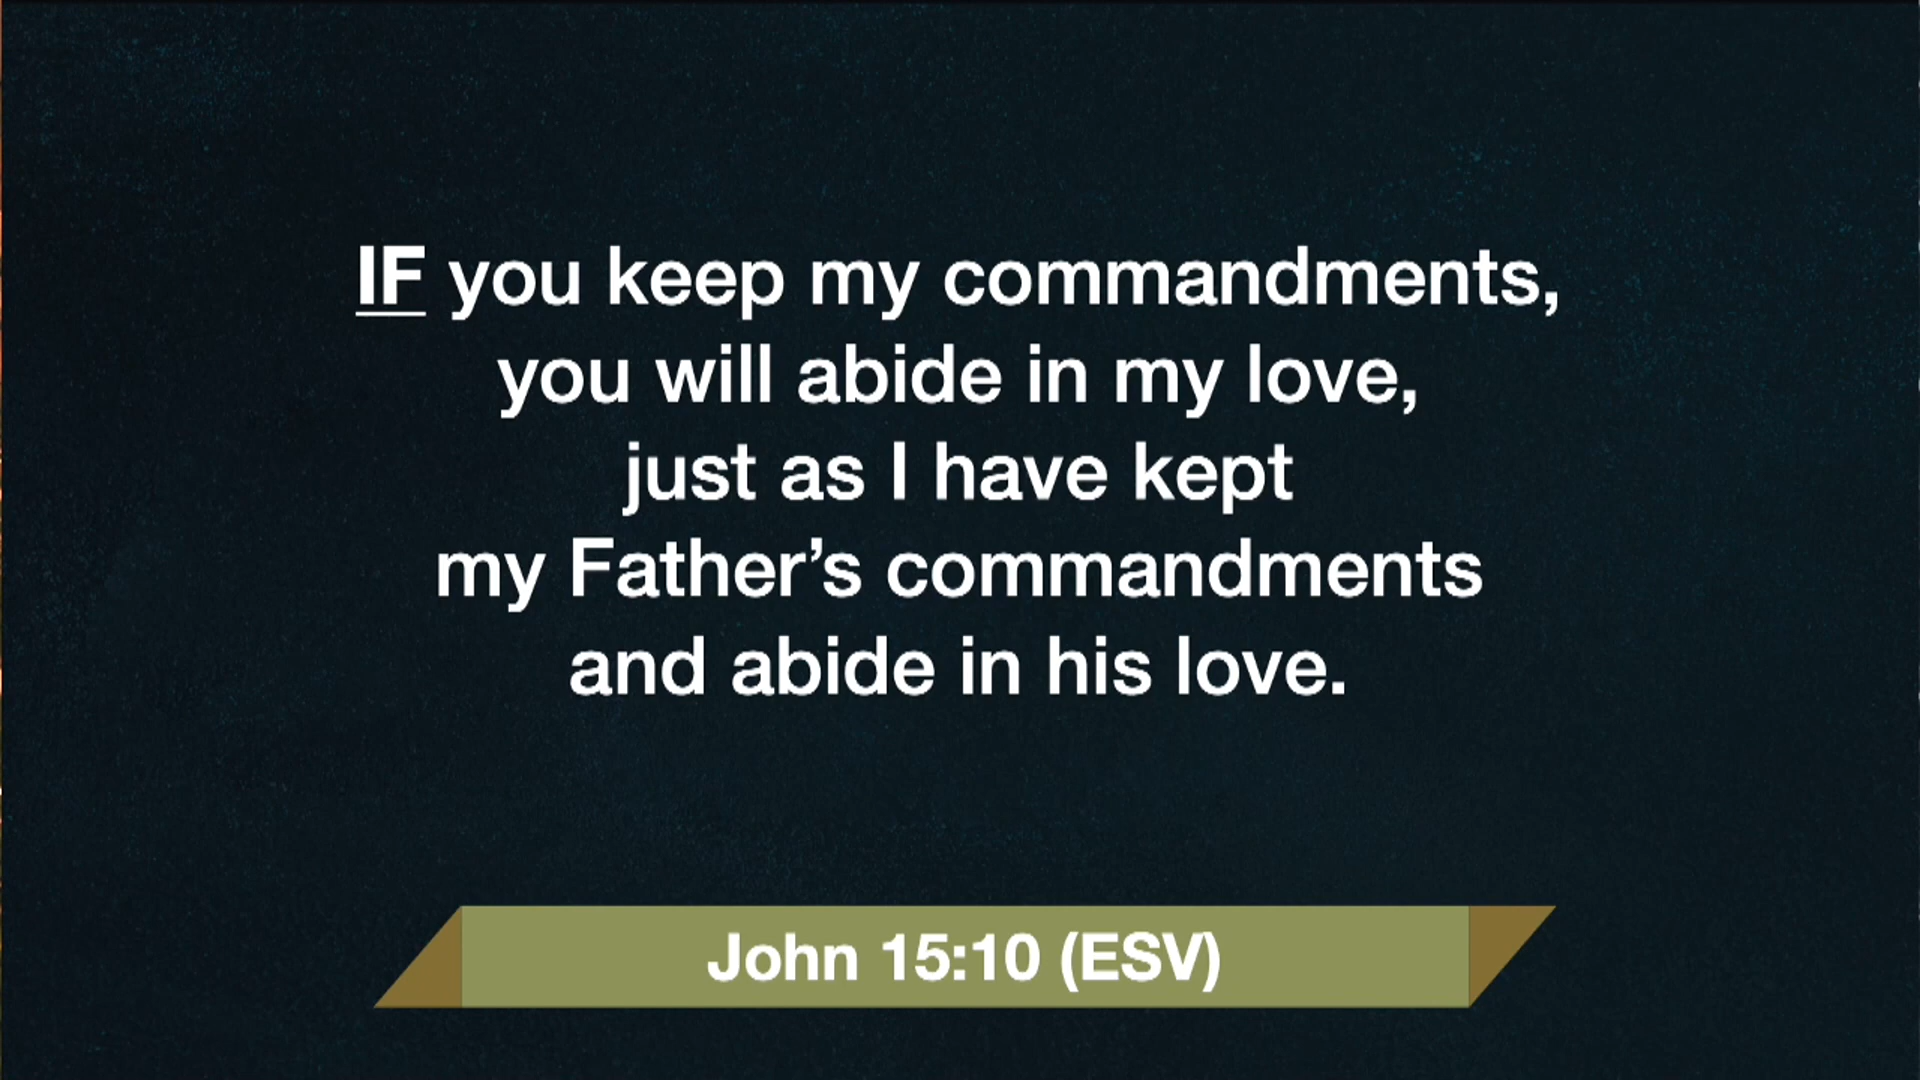 IF you keep my commandments,
you will abide in my love,
just as I have kept
my Father’s commandments
and abide in his love.
John 15:10 (ESV)